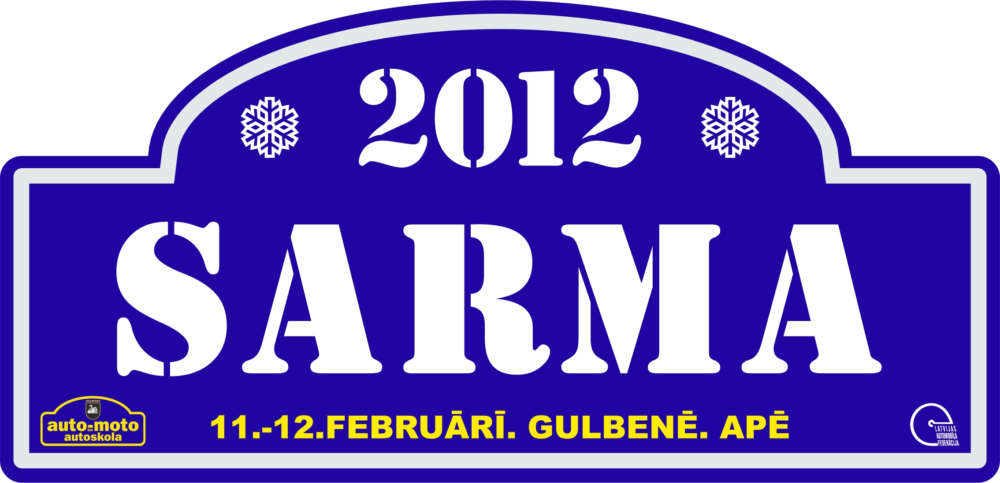 2012
SARMA
GULBENES
auto-moto
SIA
autoskola
11.-12.FEBRUĀRĪ. GULBENĒ. APĒ
LATVIJAS
AUTOMOBIĻU
FEDERĀCIJA